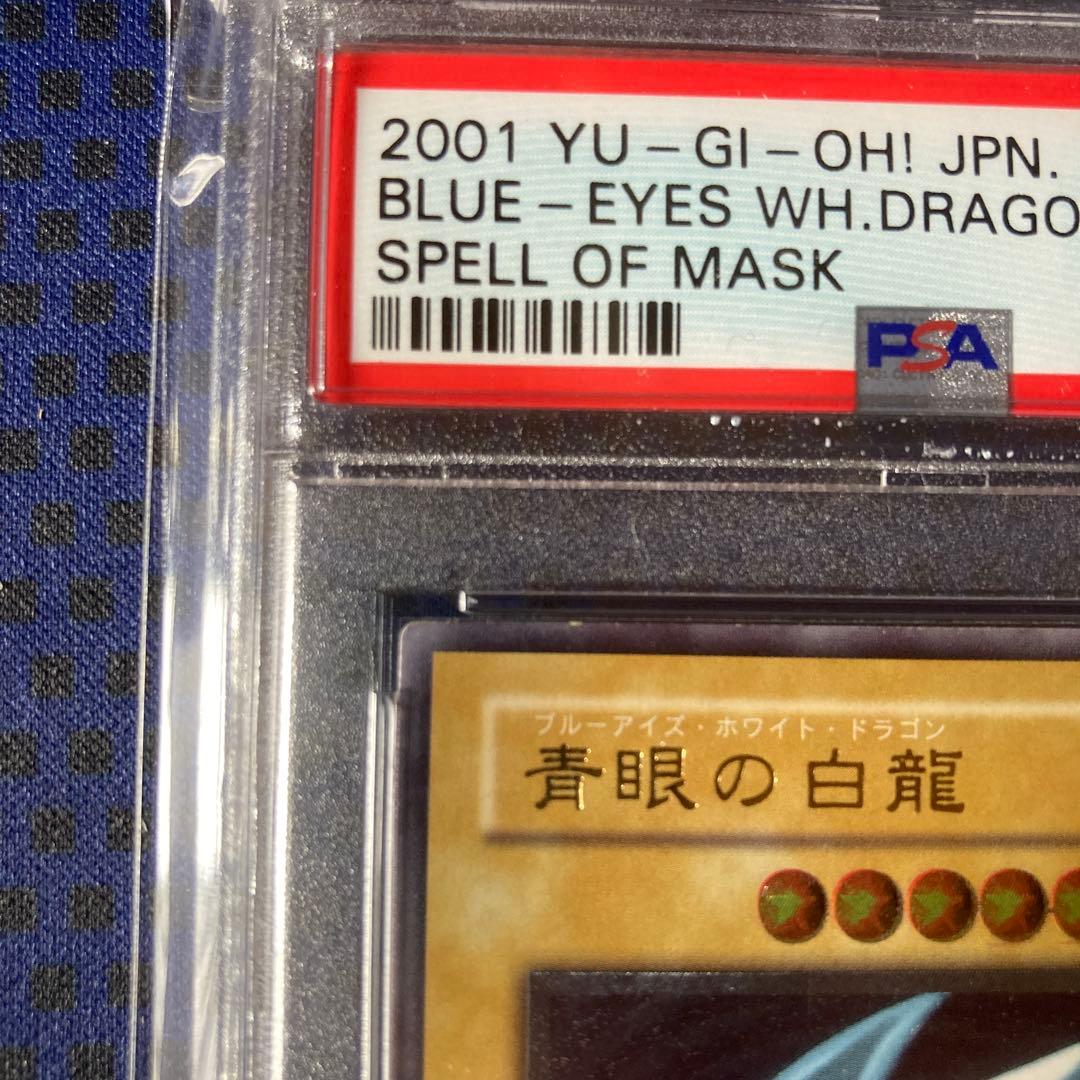 2001 YU-GI-OH! JPN.
BLUE-EYES WH.DRAGO
SPELL OF MASK
PSA
ブルーアイズ・ホワイト・ドラゴン
青眼の白龍